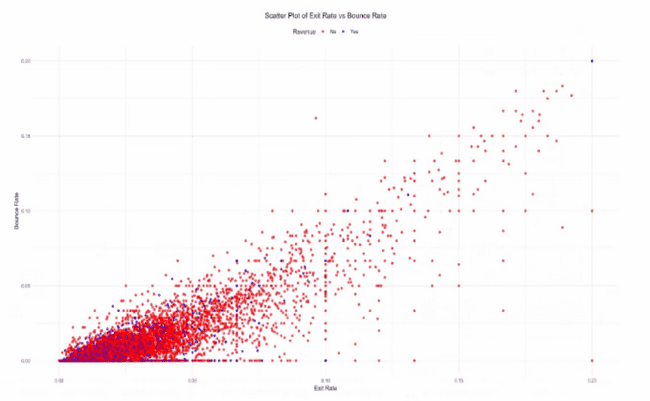 Scatter Plot of Exit Rate vs Bounce Rate
Revenue No Yes
0.20
0.15
0.10
0.05
0.00
Bounce Rate
0.00 0.05 0.10 0.15 0.20
Exit Rate